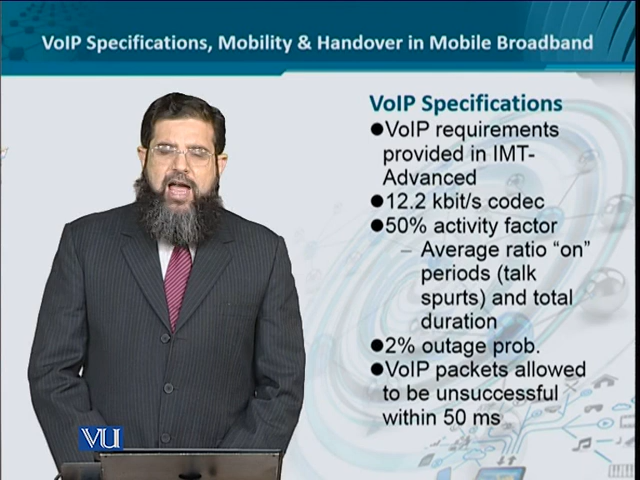 VoIP Specifications, Mobility & Handover in Mobile Broadband
VoIP Specifications
●VoIP requirements
provided in IMT-
Advanced
●12.2 kbit/s codec
●50% activity factor
– Average ratio “on”
periods (talk
spurts) and total
duration
●2% outage prob.
●VoIP packets allowed
to be unsuccessful
within 50 ms
VU